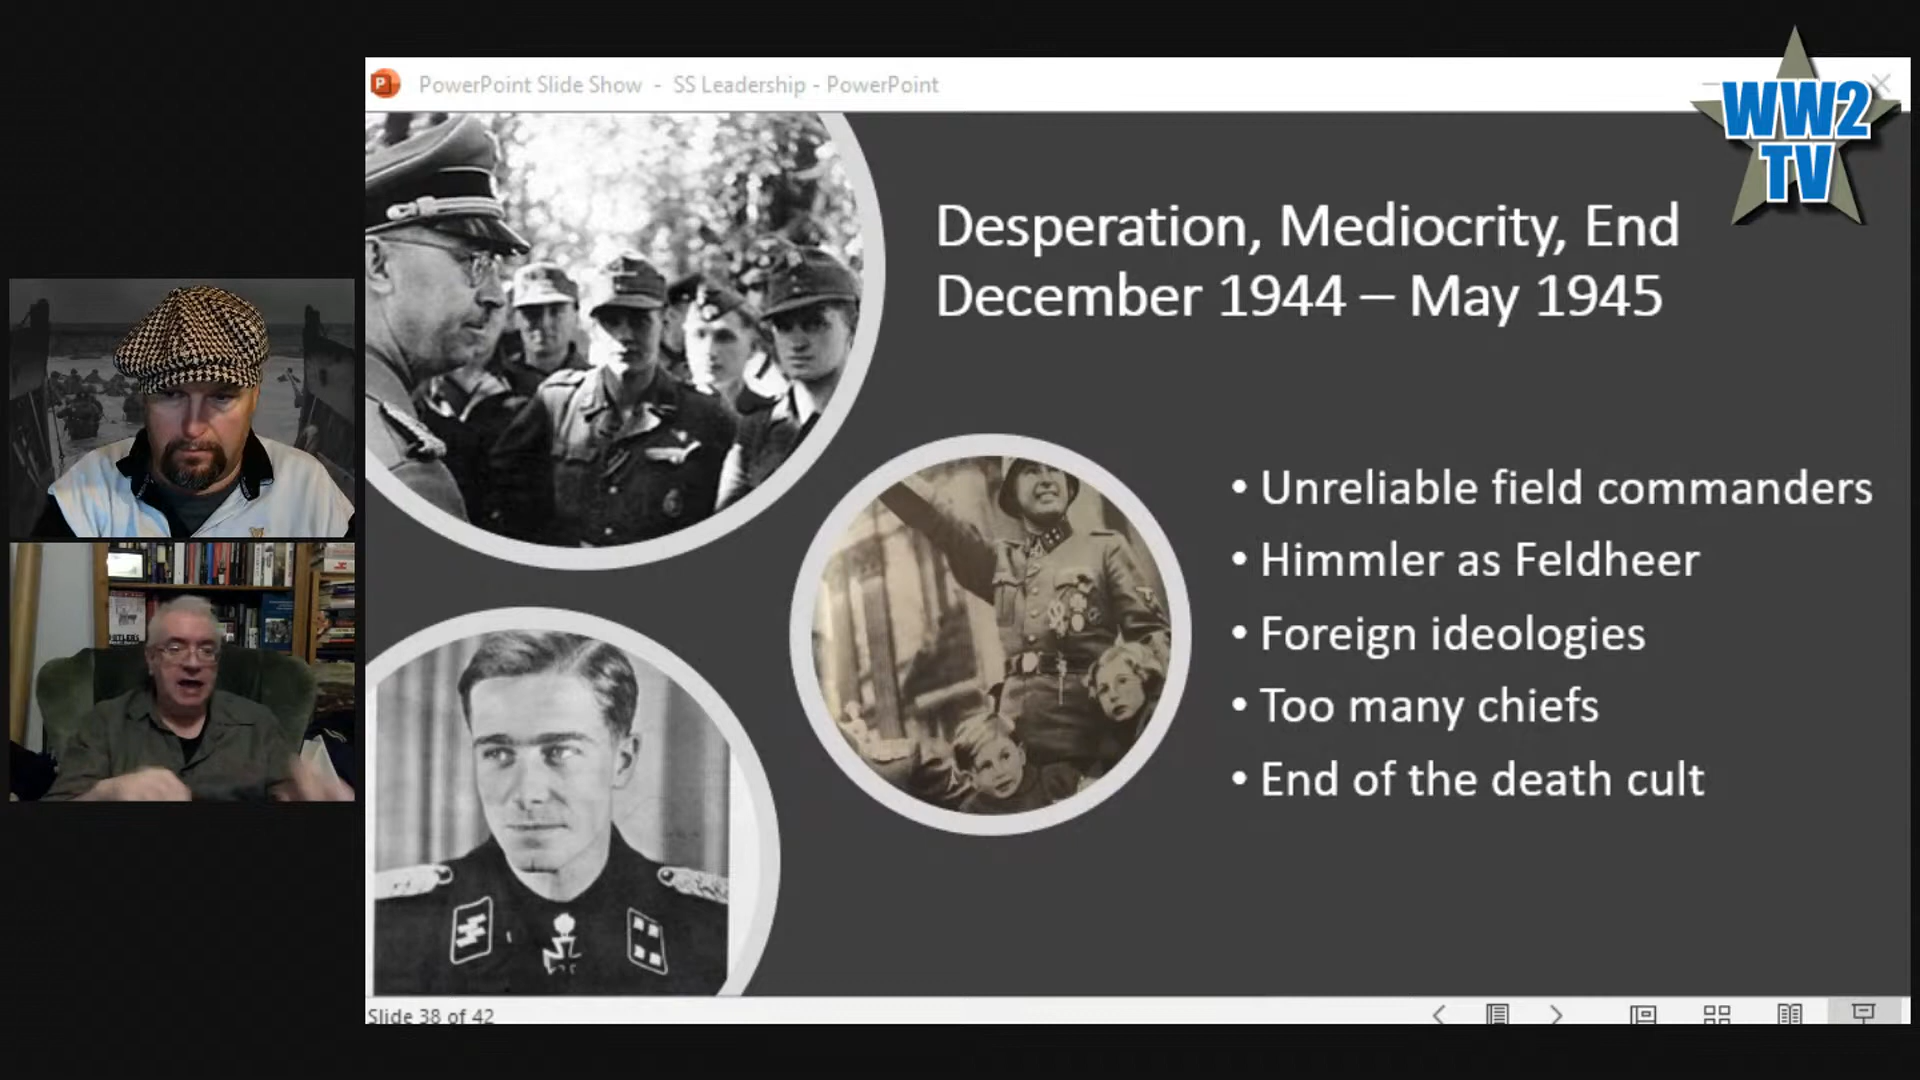 PowerPoint Slide Show - SS Leadership - PowerPoint
WW2
TV
Desperation, Mediocrity, End
December 1944 – May 1945
• Unreliable field commanders
• Himmler as Feldheer
• Foreign ideologies
• Too many chiefs
• End of the death cult
Slide 38 of 42